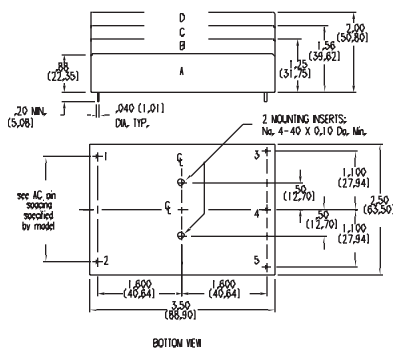 D
C
B
A
2.00
(50,80)
1.56
(39,62)
1.25
(31,75)
.88
(22,35)
.20 MIN.
(5,08)
.040 (1,01)
DIA. TYP.
2 MOUNTING INSERTS:
No. 4-40 X 0.10 Da. Min.
1
3
℄
see AC pin
spacing
specified
by model
℄
.50
(12,70)
1,100
(27,94)
2.50
(63,50)
4
.50
(12,70)
1,100
(27,94)
2
5
1,600
(40,64)
1,600
(40,64)
3,50
(88,90)
BOTTOM VIEW